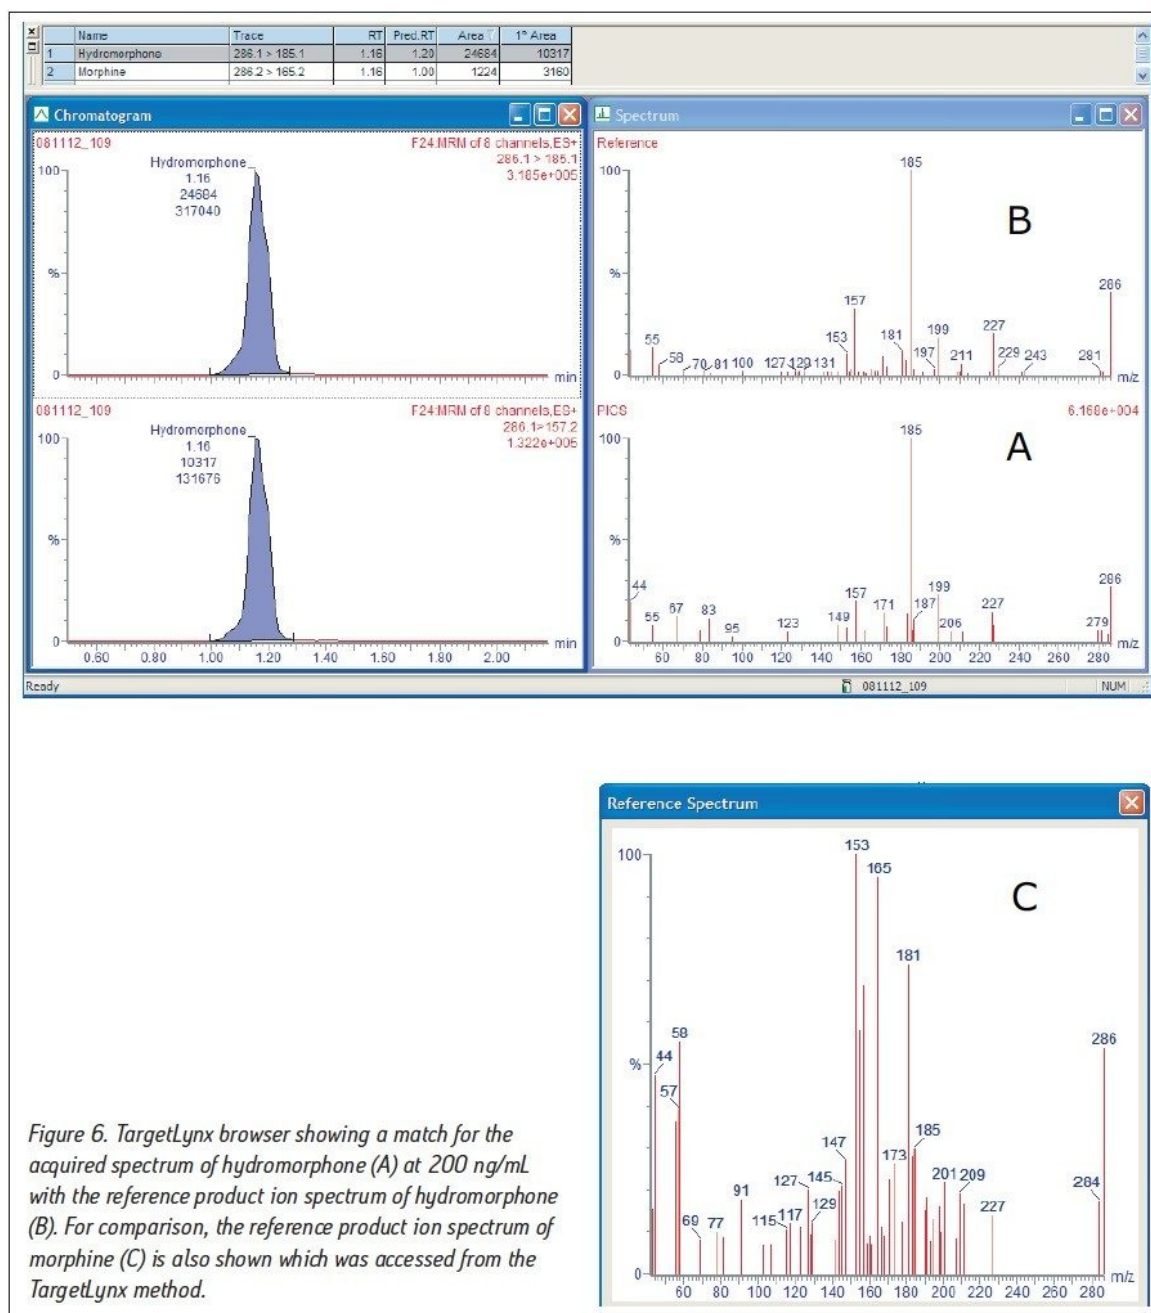 Name Trace RT Pred.RT Area 1° Area
1 Hydromorphone 286.1 > 185.1 1.16 1.20 24684 10317
2 Morphine 286.2 > 165.2 1.16 1.00 1224 3160
Chromatogram
081112_109 F24:MRM of 8 channels,ES+
286.1 > 185.1
3.185e+005
Hydromorphone
1.16
24684
317040
100
%
0
min
081112_109 F24:MRM of 8 channels,ES+
286.1>157.2
1.322e+005
Hydromorphone
1.16
10317
131676
100
%
0
min
0.60 0.80 1.00 1.20 1.40 1.60 1.80 2.00
Spectrum
Reference
B
100
%
0
55 58 70 81 100 127 129 131 153 157 181 185 197 199 211 227 229 243 281 286
m/z
PICS 6.168e+004
A
100
%
0
44 55 67 83 95 123 149 157 171 185 187 199 206 227 279 286
m/z
60 80 100 120 140 160 180 200 220 240 260 280
Ready 081112_109 NUM
Reference Spectrum
C
100
%
0
44 57 58 69 77 91 115 117 127 129 145 147 153 165 173 181 185 201 209 227 284 286
m/z
60 80 100 120 140 160 180 200 220 240 260 280
Figure 6. TargetLynx browser showing a match for the
acquired spectrum of hydromorphone (A) at 200 ng/mL
with the reference product ion spectrum of hydromorphone
(B). For comparison, the reference product ion spectrum of
morphine (C) is also shown which was accessed from the
TargetLynx method.